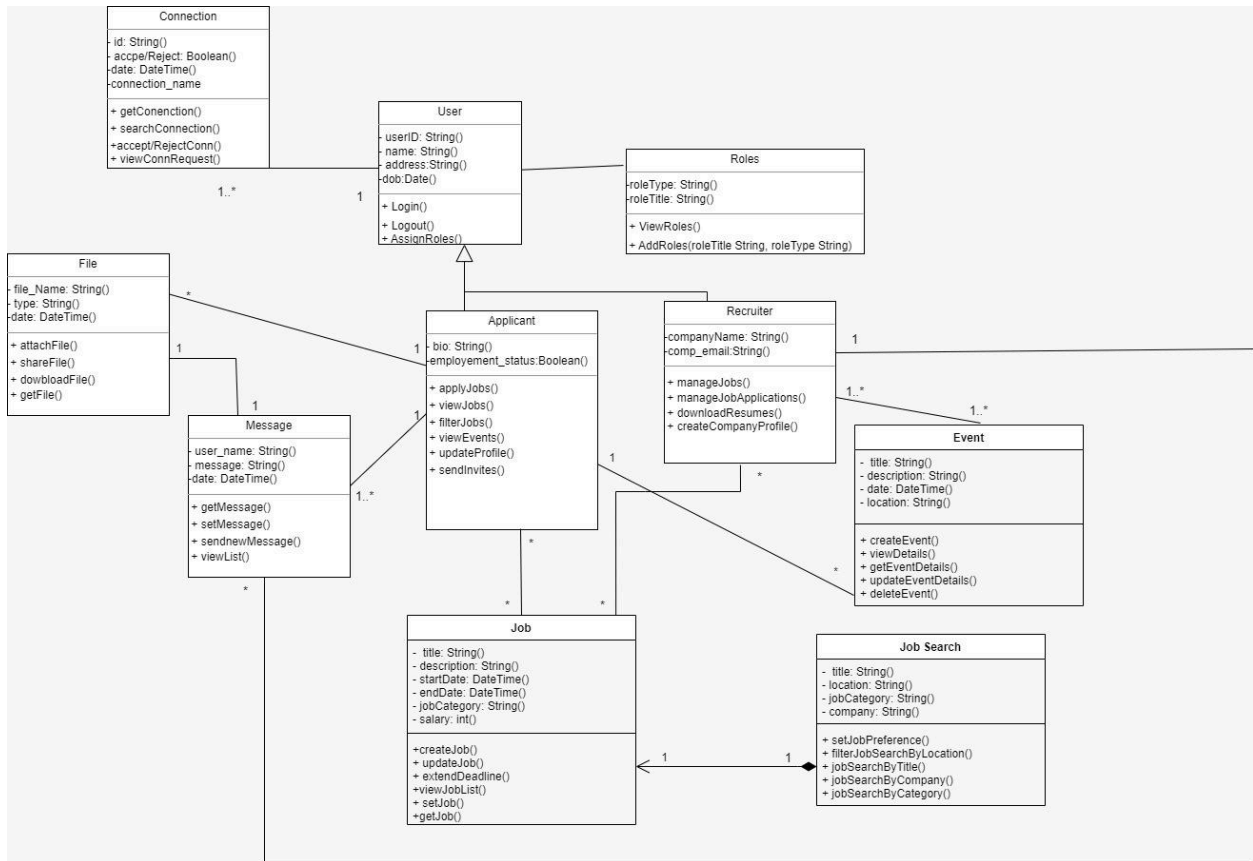 Connection
- id: String()
- accpe/Reject: Boolean()
-date: DateTime()
-connection_name
+ getConenction()
+ searchConnection()
+accept/RejectConn()
+ viewConnRequest()
1..*
1
User
- userID: String()
- name: String()
- address:String()
-dob:Date()
+ Login()
+ Logout()
+ AssignRoles()
Roles
-roleType: String()
-roleTitle: String()
+ ViewRoles()
+ AddRoles(roleTitle String, roleType String)
File
- file_Name: String()
- type: String()
-date: DateTime()
+ attachFile()
+ shareFile()
+ dowbloadFile()
+ getFile()
*
1
1
1
Message
- user_name: String()
- message: String()
-date: DateTime()
+ getMessage()
+ setMessage()
+ sendnewMessage()
+ viewList()
1
1..*
*
Applicant
- bio: String()
-employement_status:Boolean()
+ applyJobs()
+ viewJobs()
+ filterJobs()
+ viewEvents()
+ updateProfile()
+ sendInvites()
1
*
*
*
Recruiter
-companyName: String()
-comp_email:String()
+ manageJobs()
+ manageJobApplications()
+ downloadResumes()
+ createCompanyProfile()
1
1..*
1..*
*
*
Event
- title: String()
- description: String()
- date: DateTime()
- location: String()
+ createEvent()
+ viewDetails()
+ getEventDetails()
+ updateEventDetails()
+ deleteEvent()
Job
- title: String()
- description: String()
- startDate: DateTime()
- endDate: DateTime()
- jobCategory: String()
- salary: int()
+createJob()
+ updateJob()
+ extendDeadline()
+viewJobList()
+ setJob()
+getJob()
1
1
Job Search
- title: String()
- location: String()
- jobCategory: String()
- company: String()
+ setJobPreference()
+ filterJobSearchByLocation()
+ jobSearchByTitle()
+ jobSearchByCompany()
+ jobSearchByCategory()